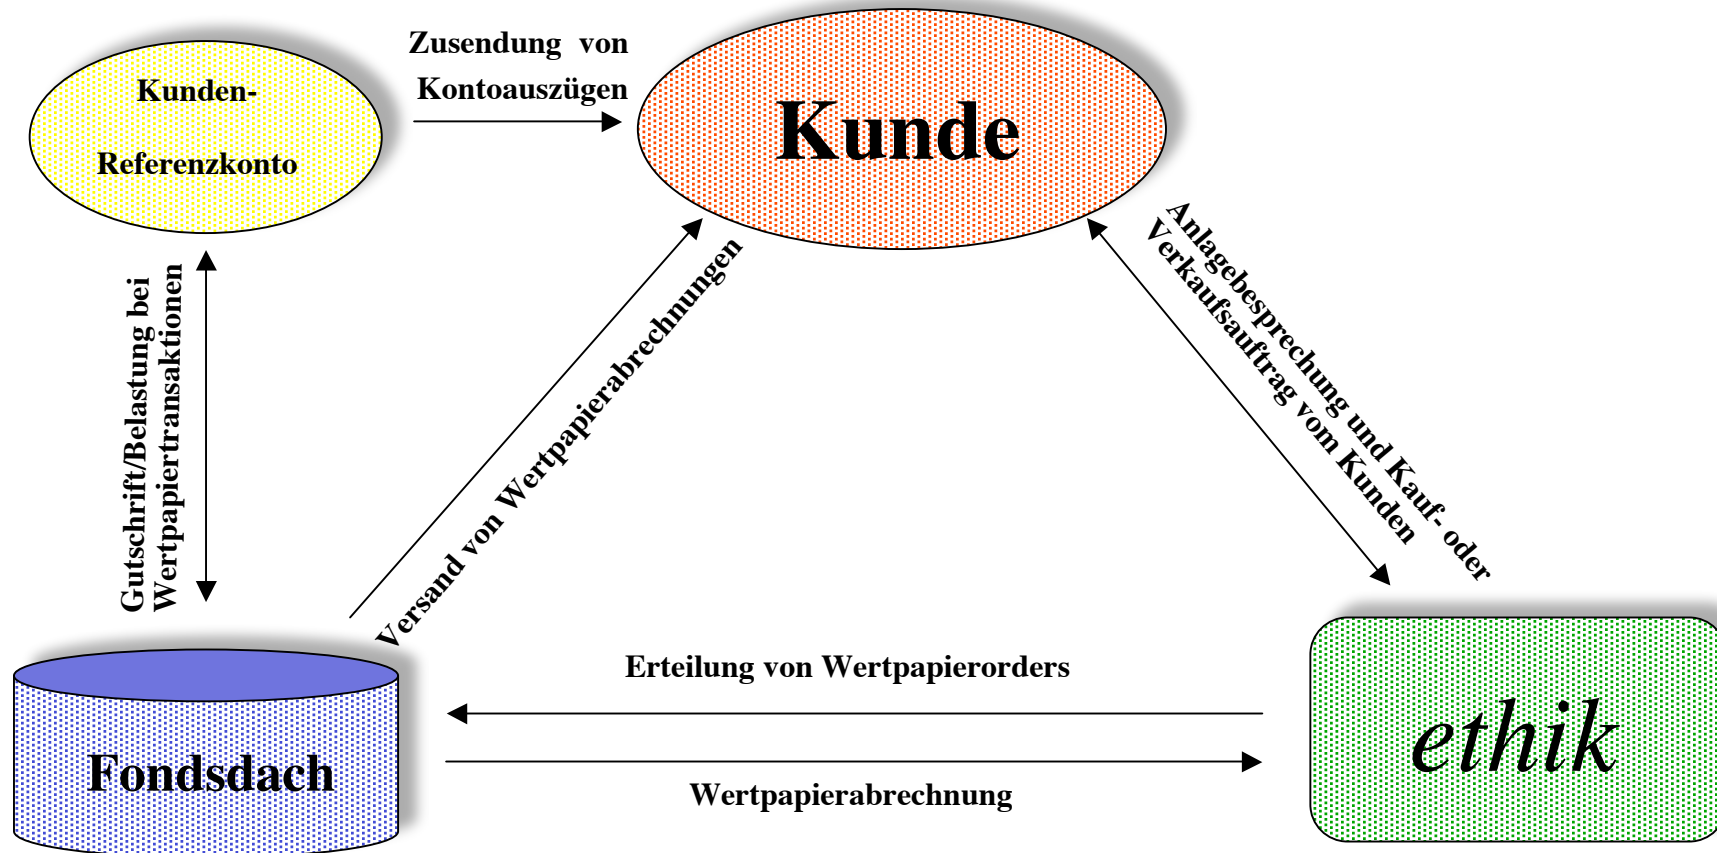 Zusendung von
Kontoauszügen
Kunden-
Referenzkonto
Kunde
Gutschrift/Belastung bei
Wertpapiertransaktionen
Versand von Wertpapierabrechnungen
Anlagebesprechung und Kauf- oder
Verkaufsauftrag vom Kunden
Erteilung von Wertpapierorders
Fondsdach
ethik
Wertpapierabrechnung